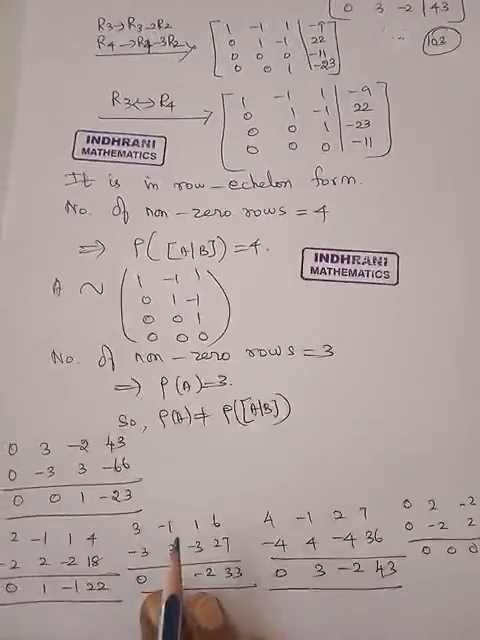 0 3 -2 | 43
R3→R3-2R2
R4→R4-3R2
1 -1 1 | -9
0 1 -1 | 22
0 0 0 | -11
0 0 1 | -23
R3↔R4
1 -1 1 | -9
0 1 -1 | 22
0 0 1 | -23
0 0 0 | -11
INDHRANI
MATHEMATICS
It is in row-echelon form.
No. of non-zero rows = 4
⇒ ρ([A|B]) = 4.
INDHRANI
MATHEMATICS
A ~
1 -1 1
0 1 -1
0 0 1
0 0 0
No. of non-zero rows = 3
⇒ ρ(A) = 3.
So, ρ(A) ≠ ρ([A|B])
0 3 -2 43
0 -3 3 -66
0 0 1 -23
2 -1 1 4
-2 2 -2 18
0 1 -1 22
3 -1 1 6
-3 -3 27
0 -2 33
4 -1 2 7
-4 4 -4 36
0 3 -2 43
0 2 -2
0 -2 2
0 0 0